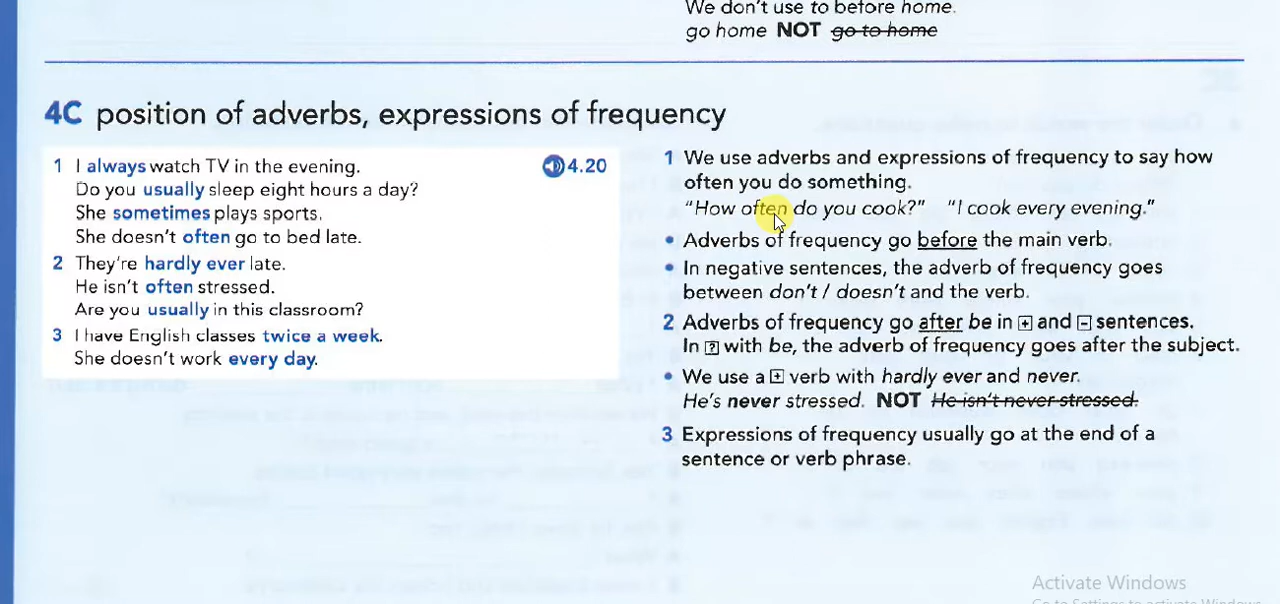 We don't use to before home.
go home NOT go to home
4C position of adverbs, expressions of frequency
1 I always watch TV in the evening. 4.20
Do you usually sleep eight hours a day?
She sometimes plays sports.
She doesn't often go to bed late.
2 They're hardly ever late.
He isn't often stressed.
Are you usually in this classroom?
3 I have English classes twice a week.
She doesn't work every day.
1 We use adverbs and expressions of frequency to say how
often you do something.
"How often do you cook?" "I cook every evening."
• Adverbs of frequency go before the main verb.
• In negative sentences, the adverb of frequency goes
between don't / doesn't and the verb.
2 Adverbs of frequency go after be in + and - sentences.
In ? with be, the adverb of frequency goes after the subject.
• We use a + verb with hardly ever and never.
He's never stressed. NOT He isn't never stressed.
3 Expressions of frequency usually go at the end of a
sentence or verb phrase.
Activate Windows
Go to Settings to activate Windows